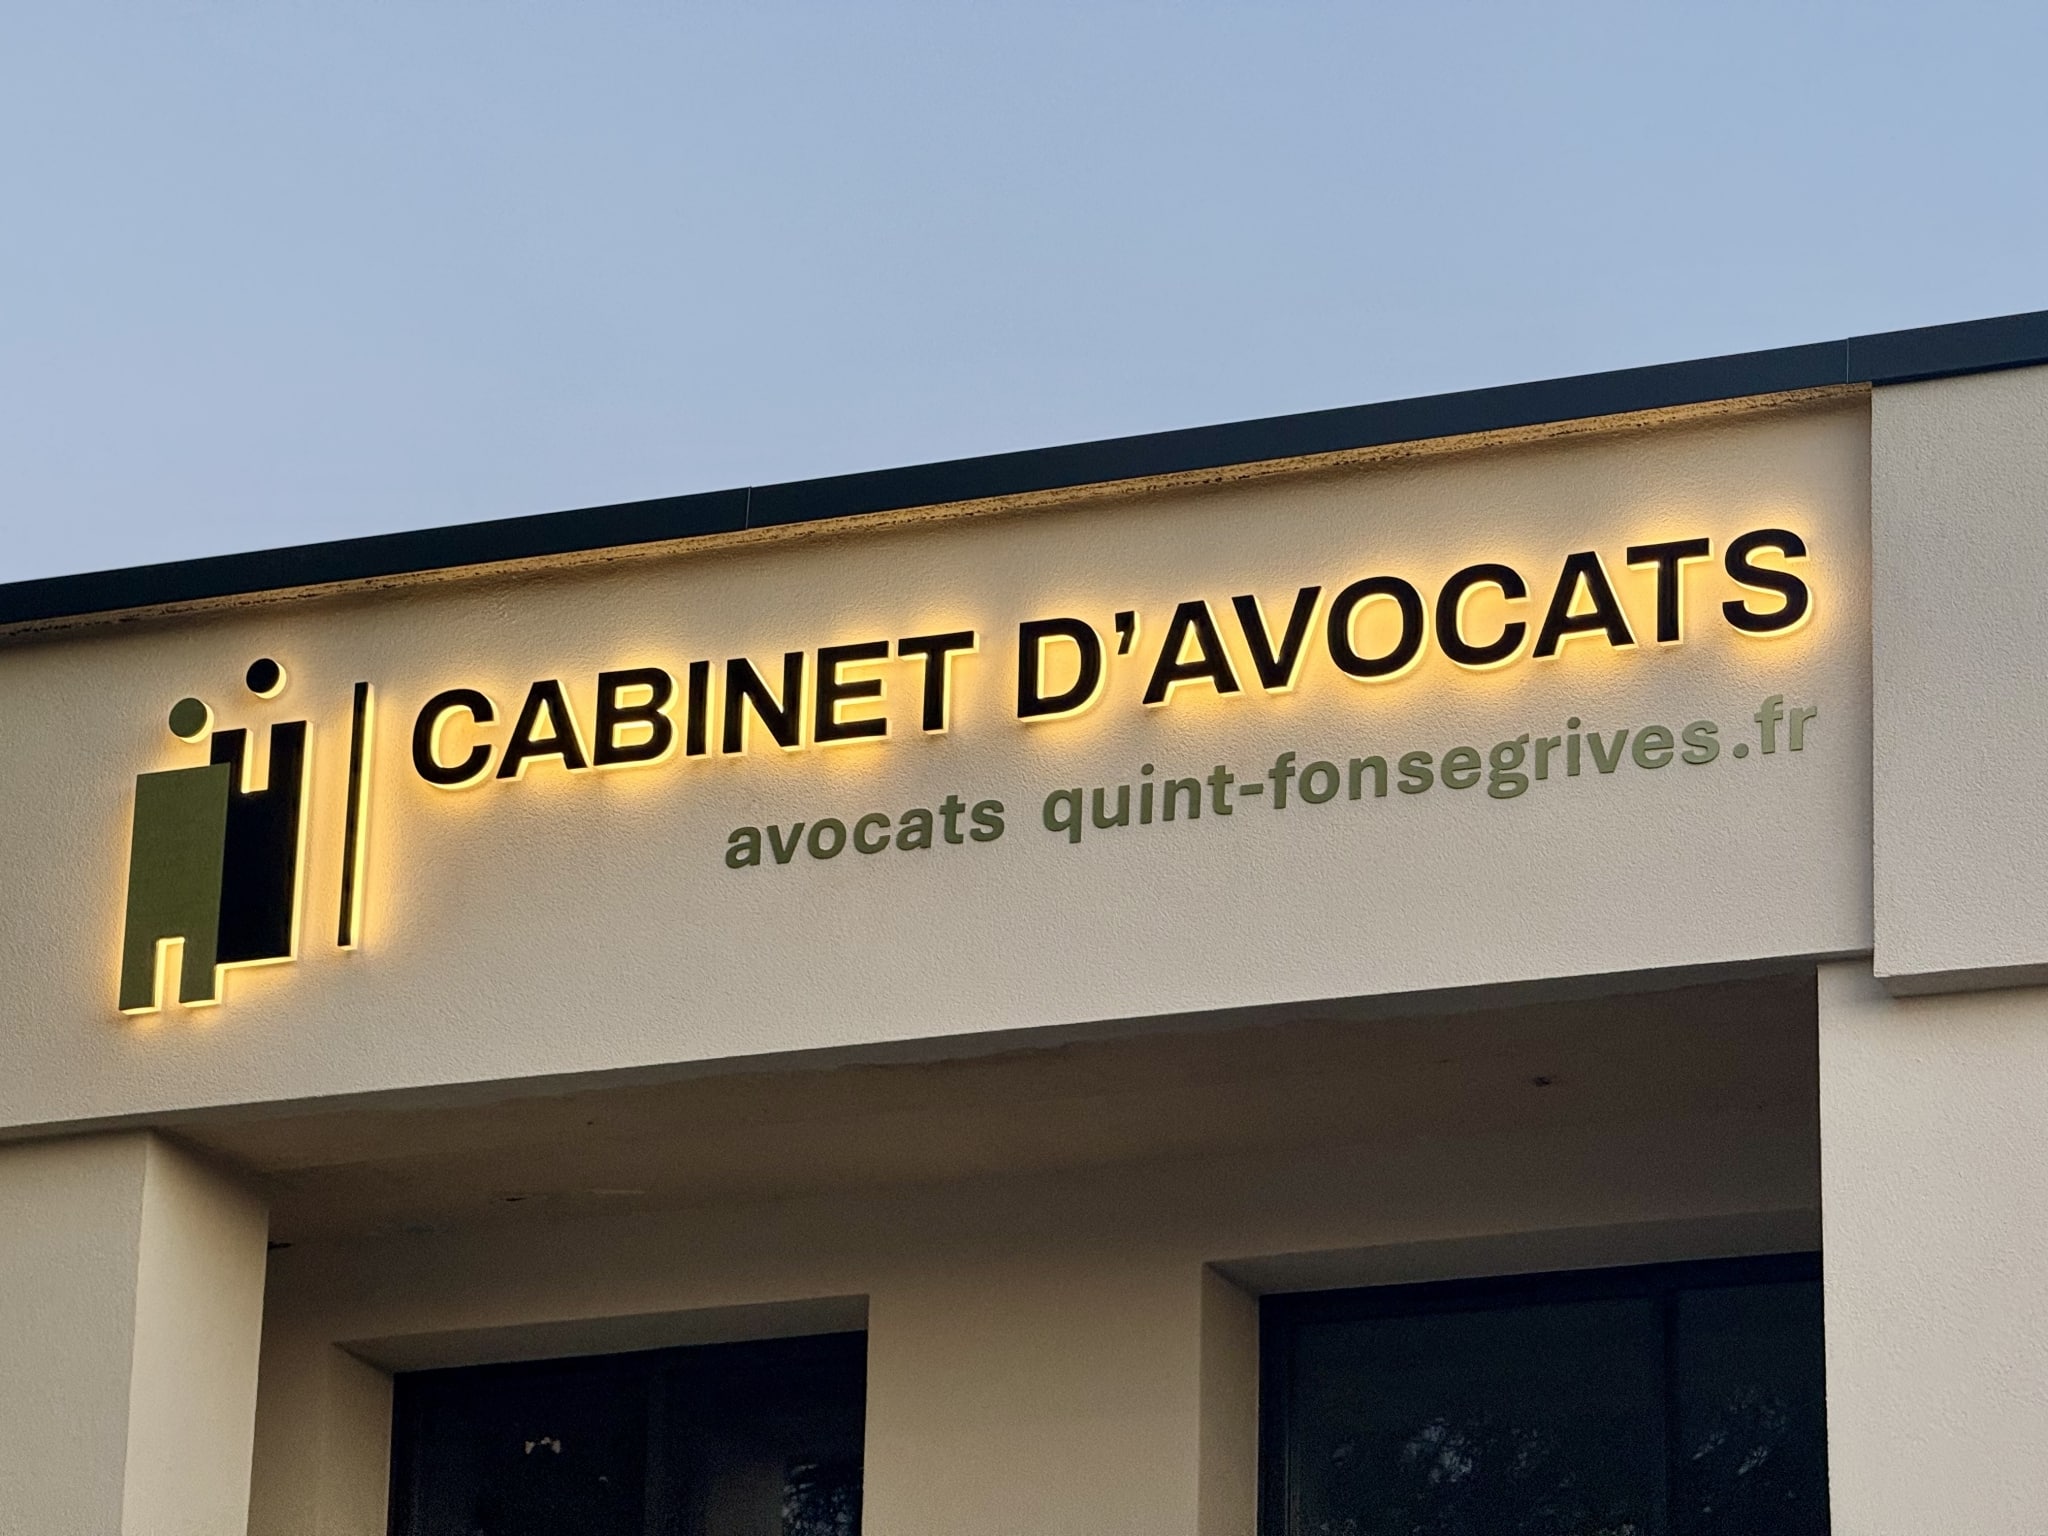 CABINET D’AVOCATS
avocats quint-fonsegrives.fr